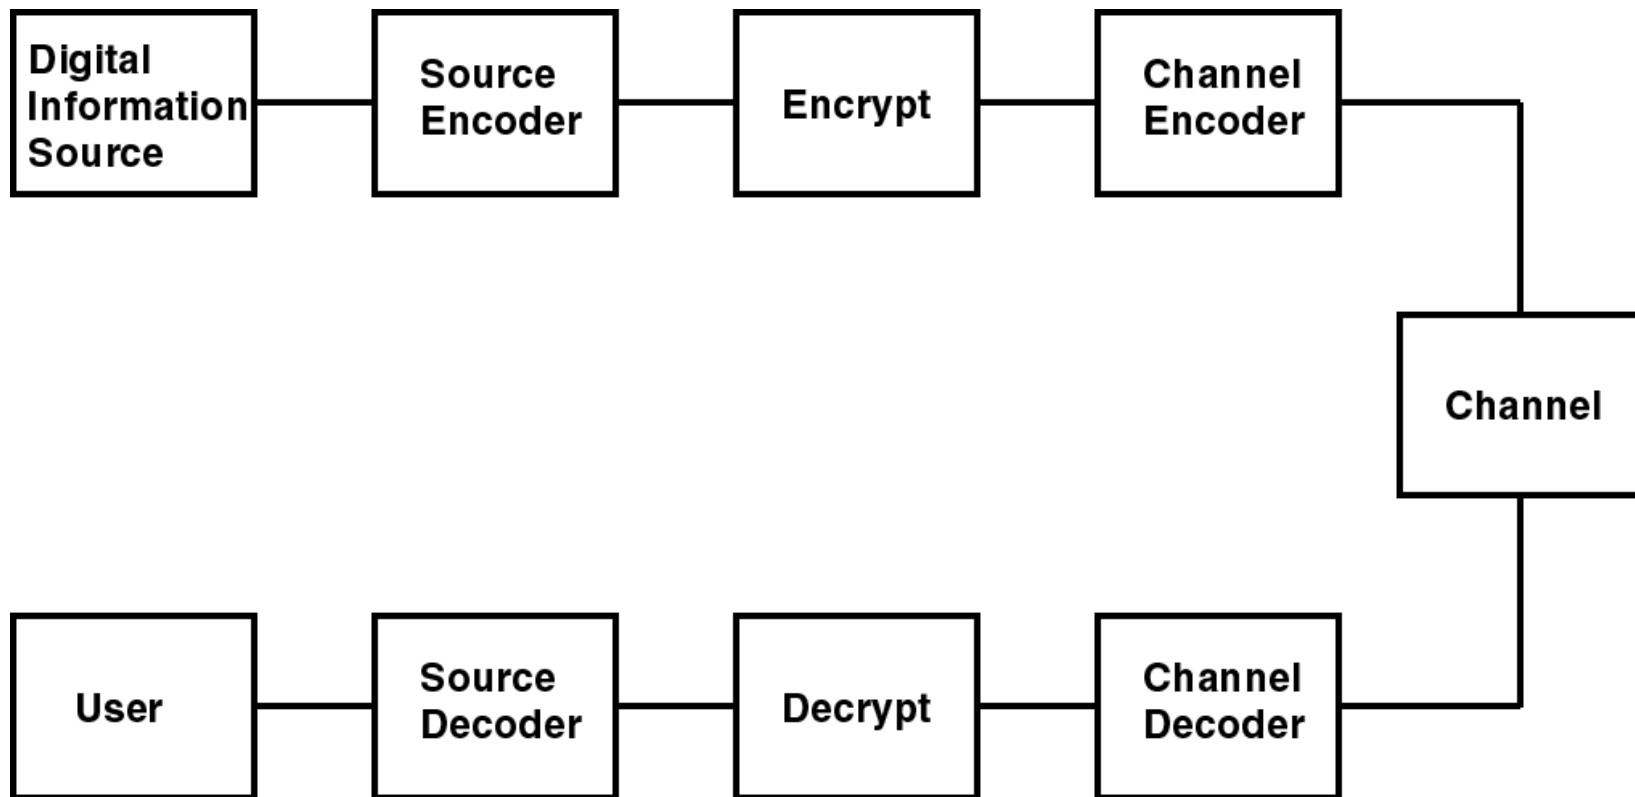 Digital
Information
Source
Source
Encoder
Encrypt
Channel
Encoder
Channel
User
Source
Decoder
Decrypt
Channel
Decoder